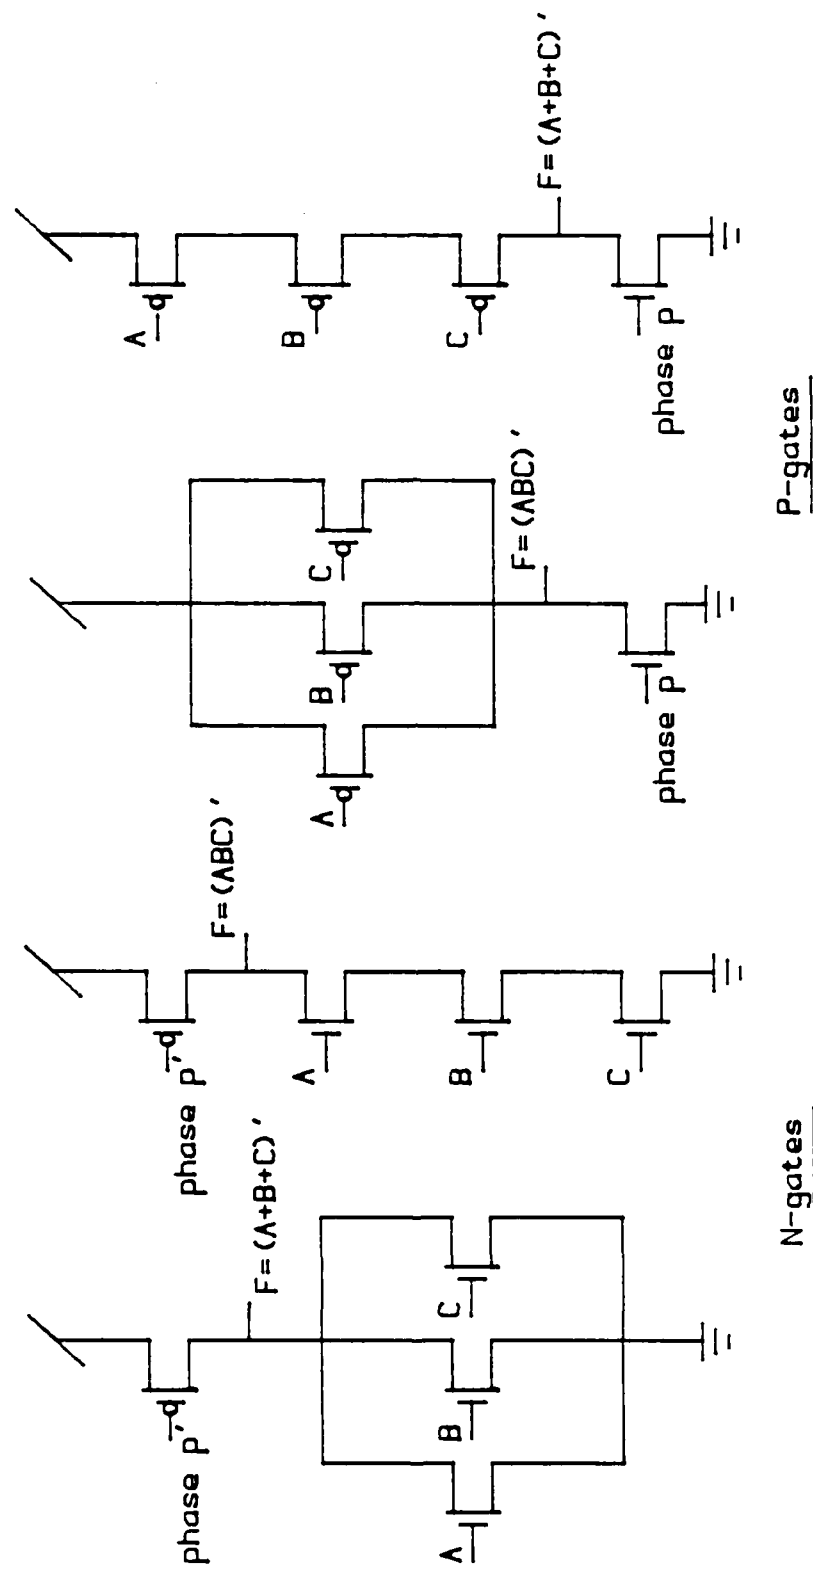 phase p'
F=(A+B+C)'
A
B
C
phase p'
F=(ABC)'
A
B
C
N-gates
A
B
C
F=(ABC)'
phase p
A
B
C
F=(A+B+C)'
phase p
P-gates